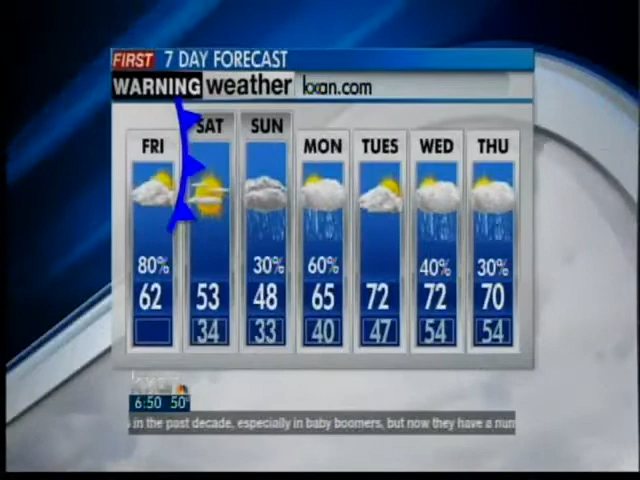 FIRST 7 DAY FORECAST
WARNING weather kxan.com
FRI SAT SUN MON TUES WED THU
80% 30% 60% 40% 30%
62 53 48 65 72 72 70
34 33 40 47 54 54
6:50 50°
in the past decade, especially in baby boomers, but now they have a